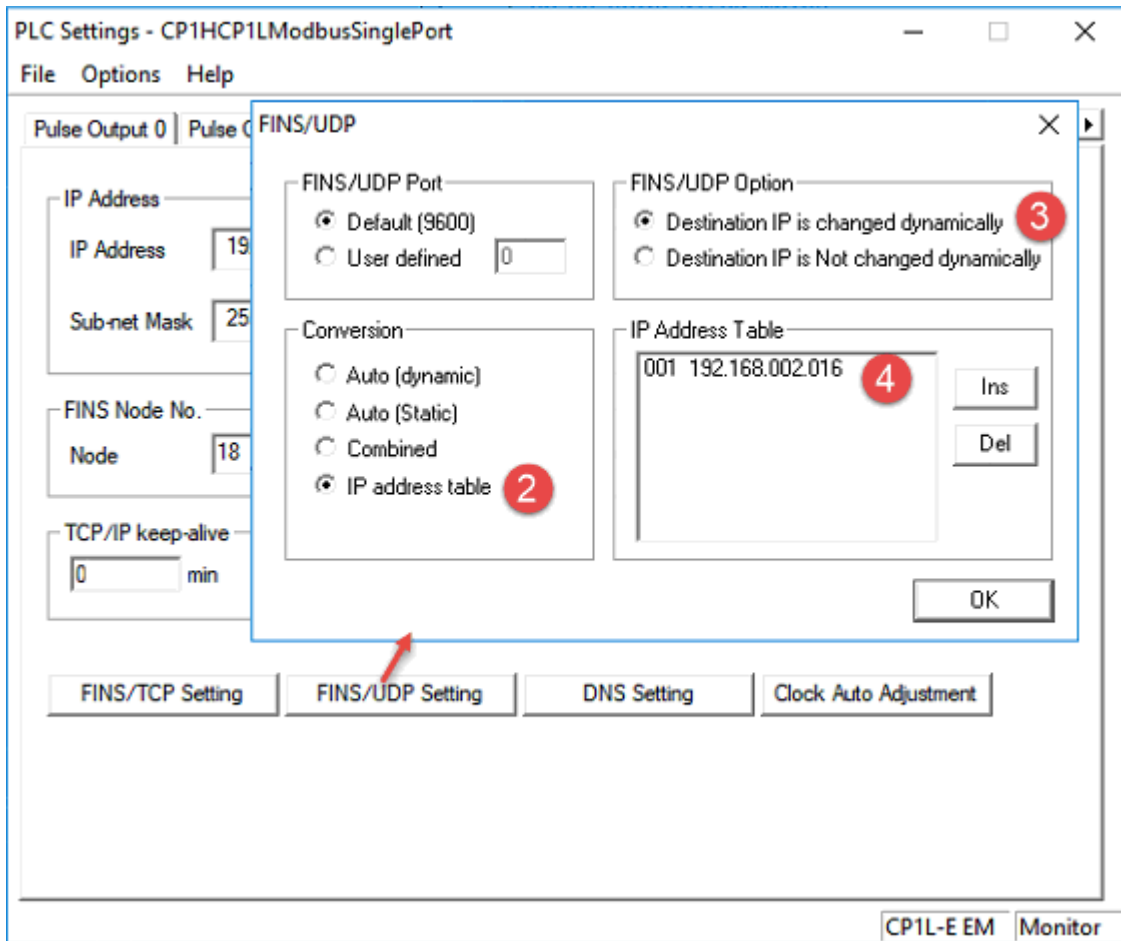 PLC Settings - CP1HCP1LModbusSinglePort
File Options Help
Pulse Output 0
Pulse
FINS/UDP
IP Address
IP Address 19
Sub-net Mask 25
FINS Node No.
Node 18
TCP/IP keep-alive
0 min
FINS/UDP Port
Default (9600)
User defined 0
FINS/UDP Option
Destination IP is changed dynamically 3
Destination IP is Not changed dynamically
Conversion
Auto (dynamic)
Auto (Static)
Combined
IP address table 2
IP Address Table
001 192.168.002.016 4
Ins
Del
OK
FINS/TCP Setting
FINS/UDP Setting
DNS Setting
Clock Auto Adjustment
CP1L-E EM
Monitor